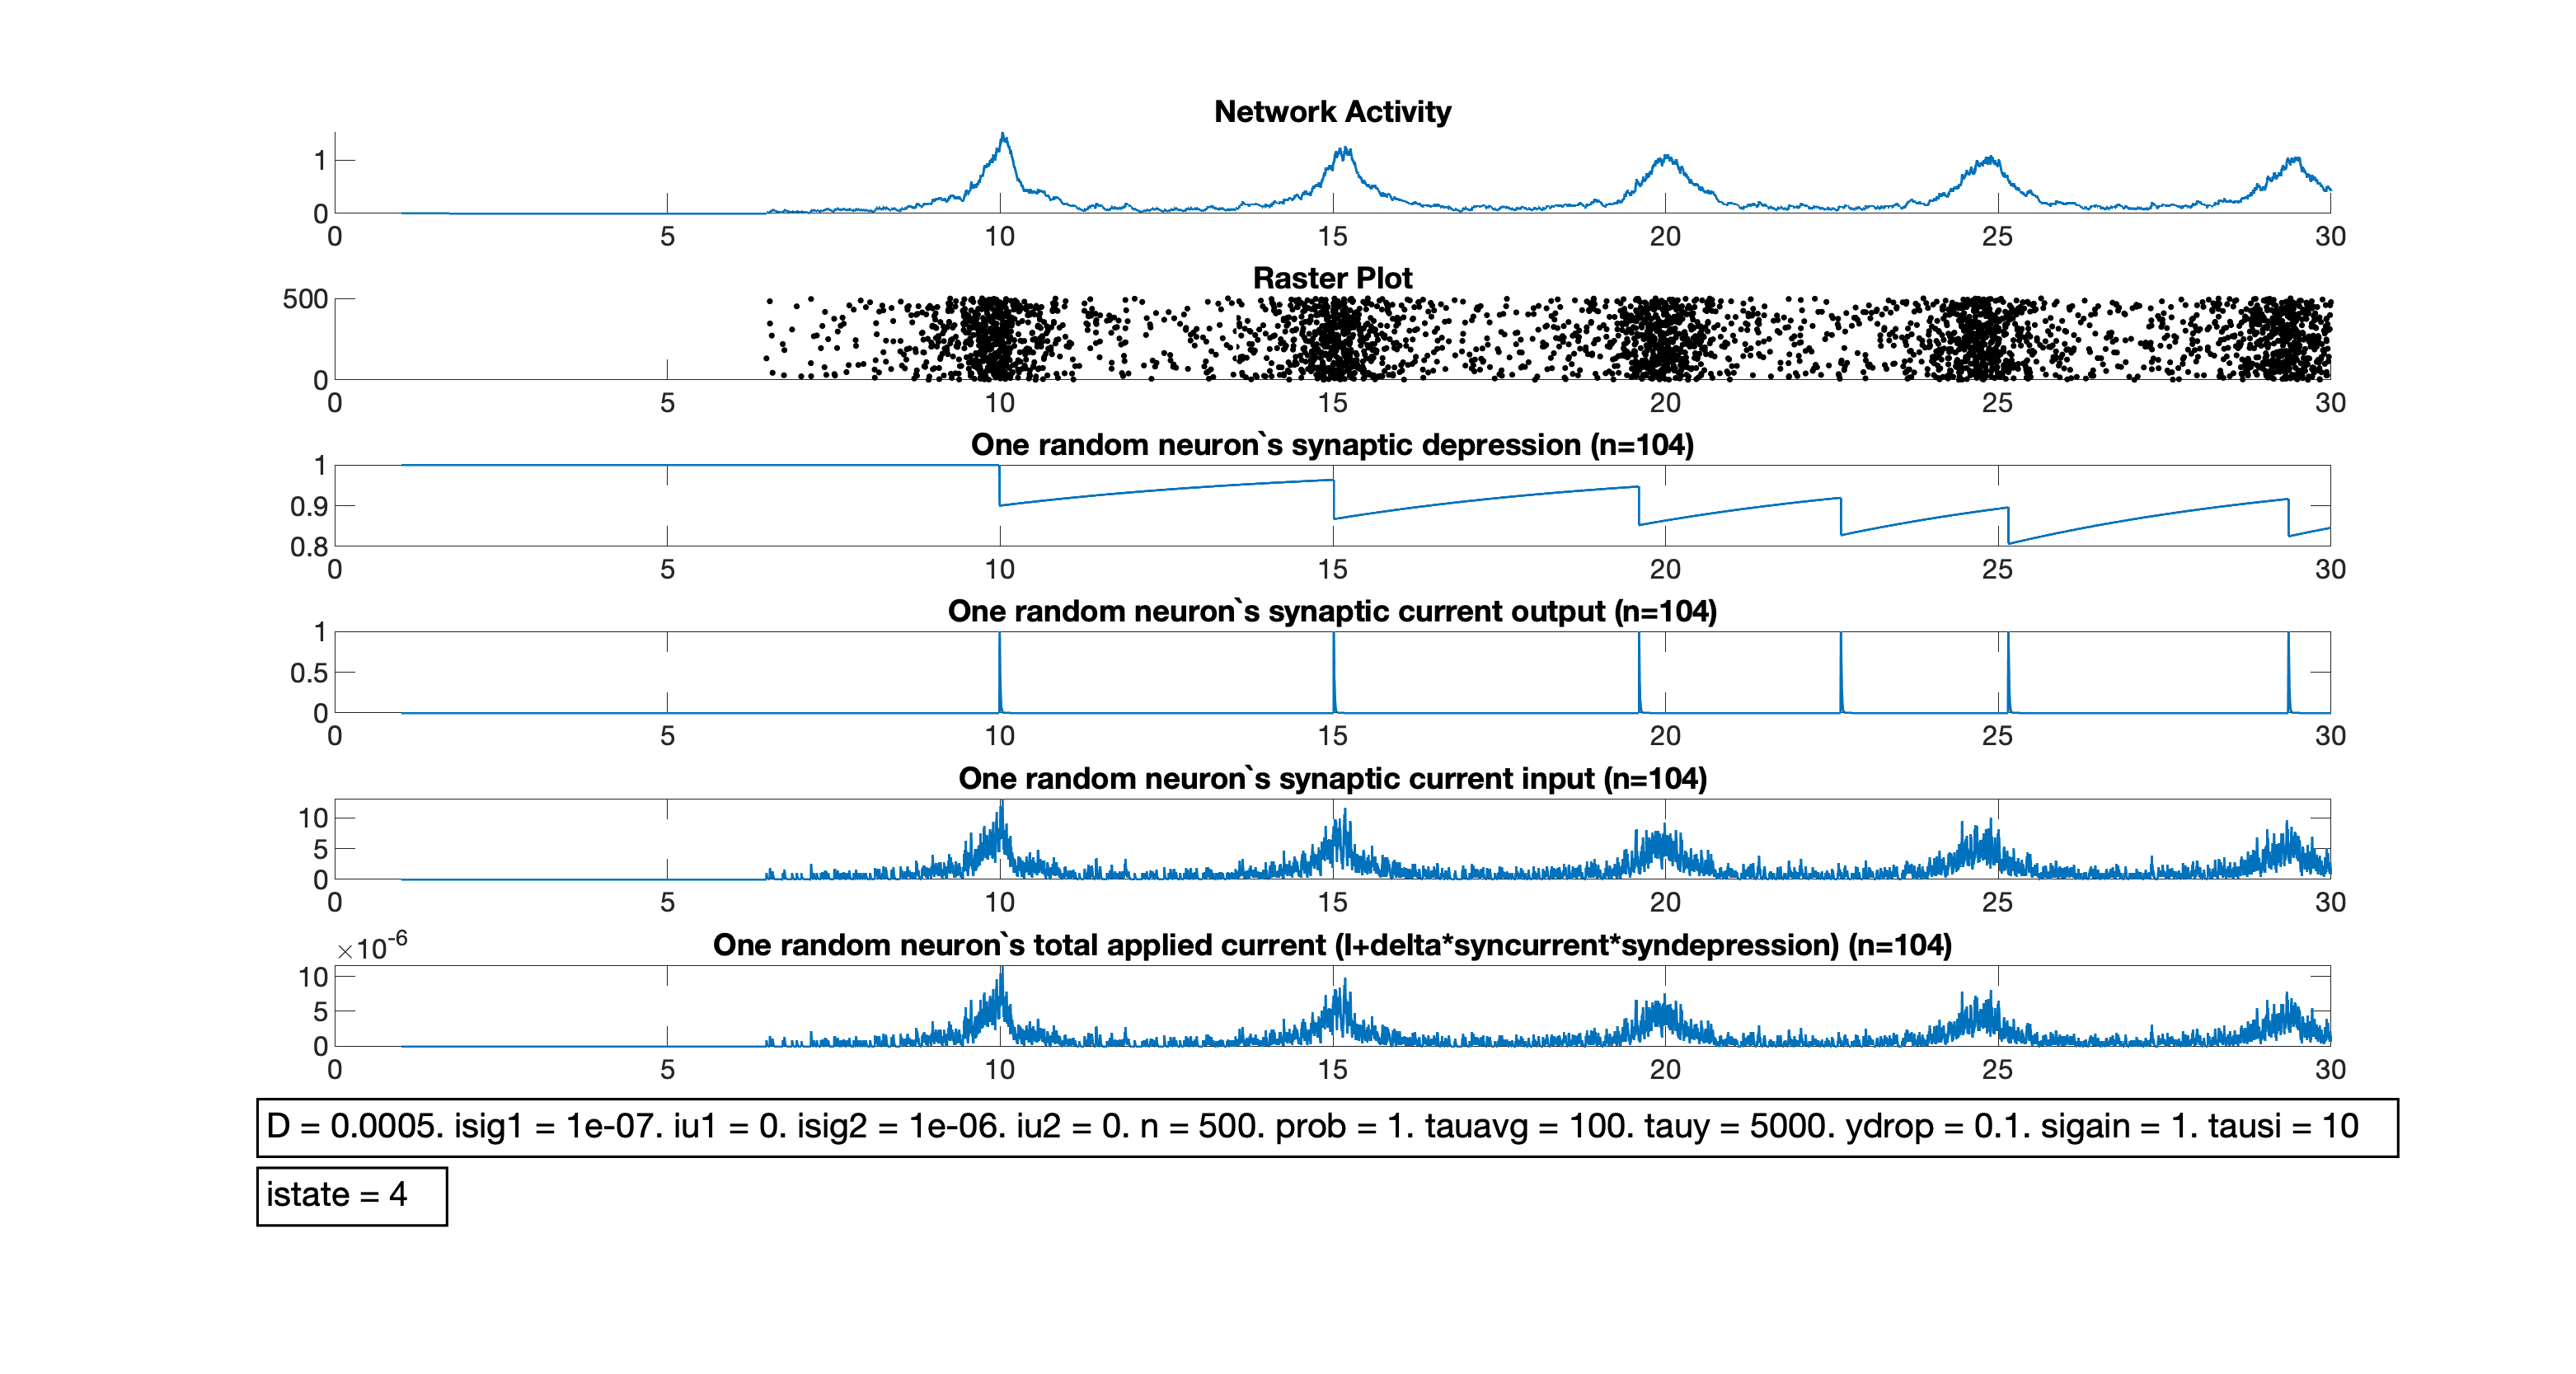 Network Activity
1
0
0 5 10 15 20 25 30
Raster Plot
500
0
0 5 10 15 20 25 30
One random neuron`s synaptic depression (n=104)
1
0.9
0.8
0 5 10 15 20 25 30
One random neuron`s synaptic current output (n=104)
1
0.5
0
0 5 10 15 20 25 30
One random neuron`s synaptic current input (n=104)
10
5
0
0 5 10 15 20 25 30
×10-6
One random neuron`s total applied current (I+delta*syncurrent*syndepression) (n=104)
10
5
0
0 5 10 15 20 25 30
D = 0.0005. isig1 = 1e-07. iu1 = 0. isig2 = 1e-06. iu2 = 0. n = 500. prob = 1. tauavg = 100. tauy = 5000. ydrop = 0.1. sigain = 1. tausi = 10
istate = 4